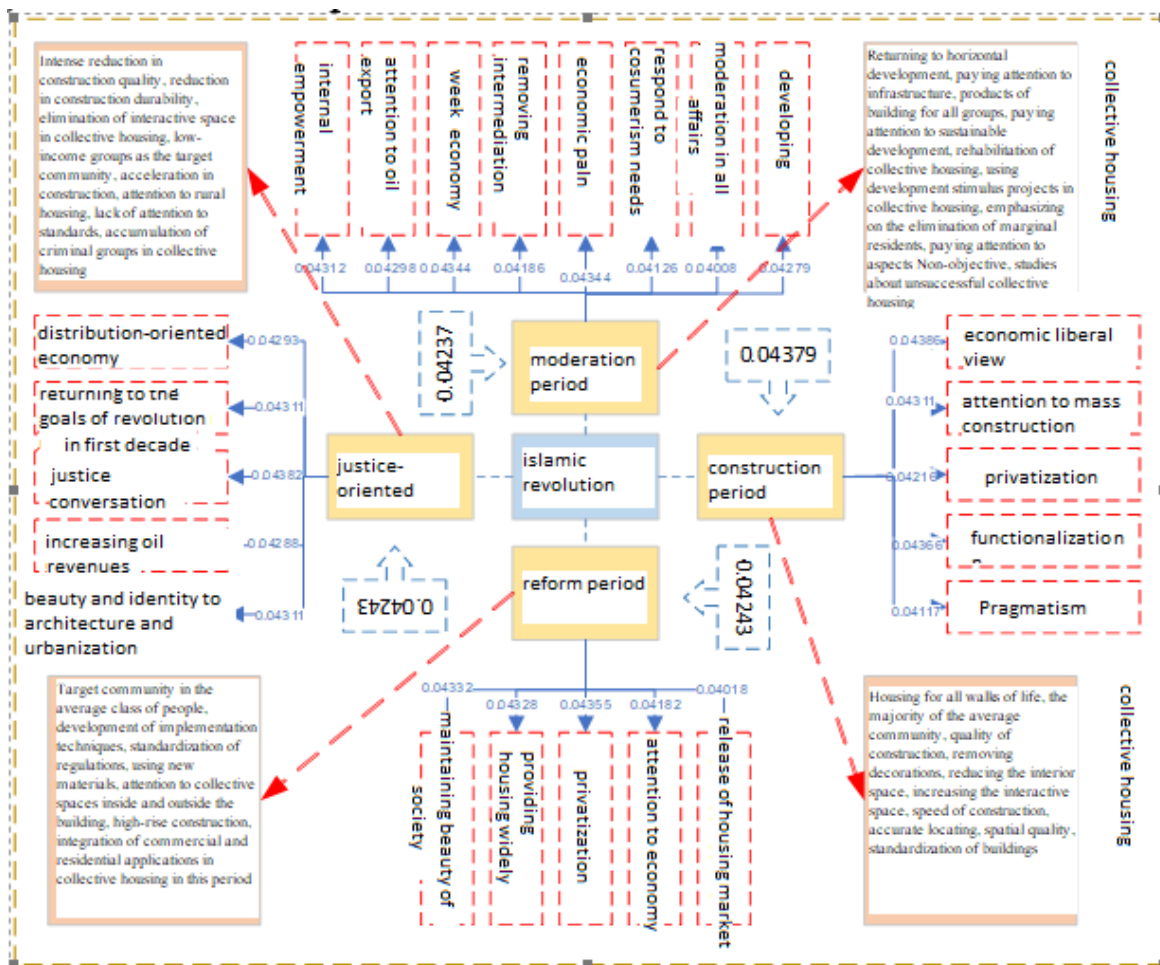 Intense reduction in
construction quality, reduction
in construction durability,
elimination of interactive space
in collective housing, low-
income groups as the target
community, acceleration in
construction, attention to rural
housing, lack of attention to
standards, accumulation of
criminal groups in collective
housing
internal
empowerment
attention to oil
.export
week economy
removing
.intermediation
economic paln
respond to
cosumerism needs
moderation in all
affairs
developing
Returning to horizontal
development, paying attention to
infrastructure, products of
building for all groups, paying
attention to sustainable
development, rehabilitation of
collective housing, using
development stimulus projects in
collective housing, emphasizing
on the elimination of marginal
residents, paying attention to
aspects Non-objective, studies
about unsuccessful collective
housing
collective housing
0.04312
0.04298
0.04344
0.04186
0.04344
0.04126
0.04008
0.04279
distribution-oriented
economy
0.04293
returning to the
goals of revolution
in first decade
0.04311
justice
conversation
0.04382
increasing oil
revenues
0.04288
beauty and identity to
architecture and
urbanization
0.04311
0.04237
moderation
period
0.04379
justice-
oriented
islamic
revolution
construction
period
0.04243
reform period
0.04243
0.04386
economic liberal
view
0.04311
attention to mass
construction
0.04216
privatization
0.04366
functionalization
0.04117
Pragmatism
0.04332
0.04328
0.04355
0.04182
0.04018
maintaining beauty of
society
providing
housing widely
privatization
attention to economy
release of housing market
Target community in the
average class of people,
development of implementation
techniques, standardization of
regulations, using new
materials, attention to collective
spaces inside and outside the
building, high-rise construction,
integration of commercial and
residential applications in
collective housing in this period
Housing for all walks of life, the
majority of the average
community, quality of
construction, removing
decorations, reducing the interior
space, increasing the interactive
space, speed of construction,
accurate locating, spatial quality,
standardization of buildings
collective housing